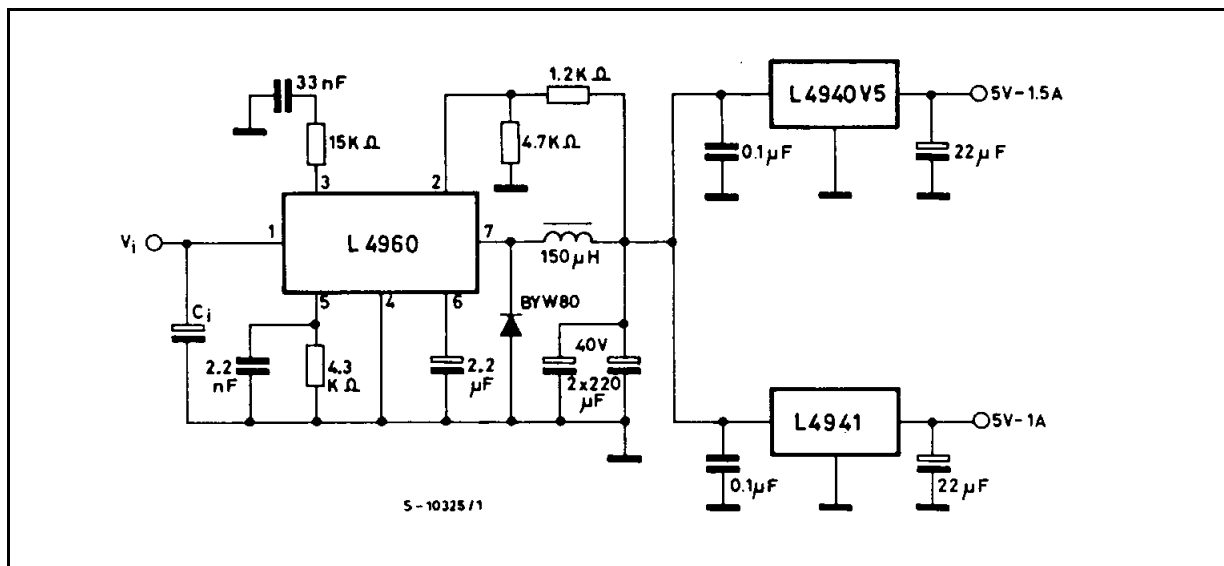 33nF
15KΩ
1.2KΩ
4.7KΩ
3
2
Vi
1
L4960
7
150µH
5
4
6
Ci
2.2
nF
4.3
KΩ
2.2
µF
BYW80
40V
2x220
µF
L4940V5
5V-1.5A
0.1µF
22µF
L4941
5V-1A
0.1µF
22µF
S-10325/1